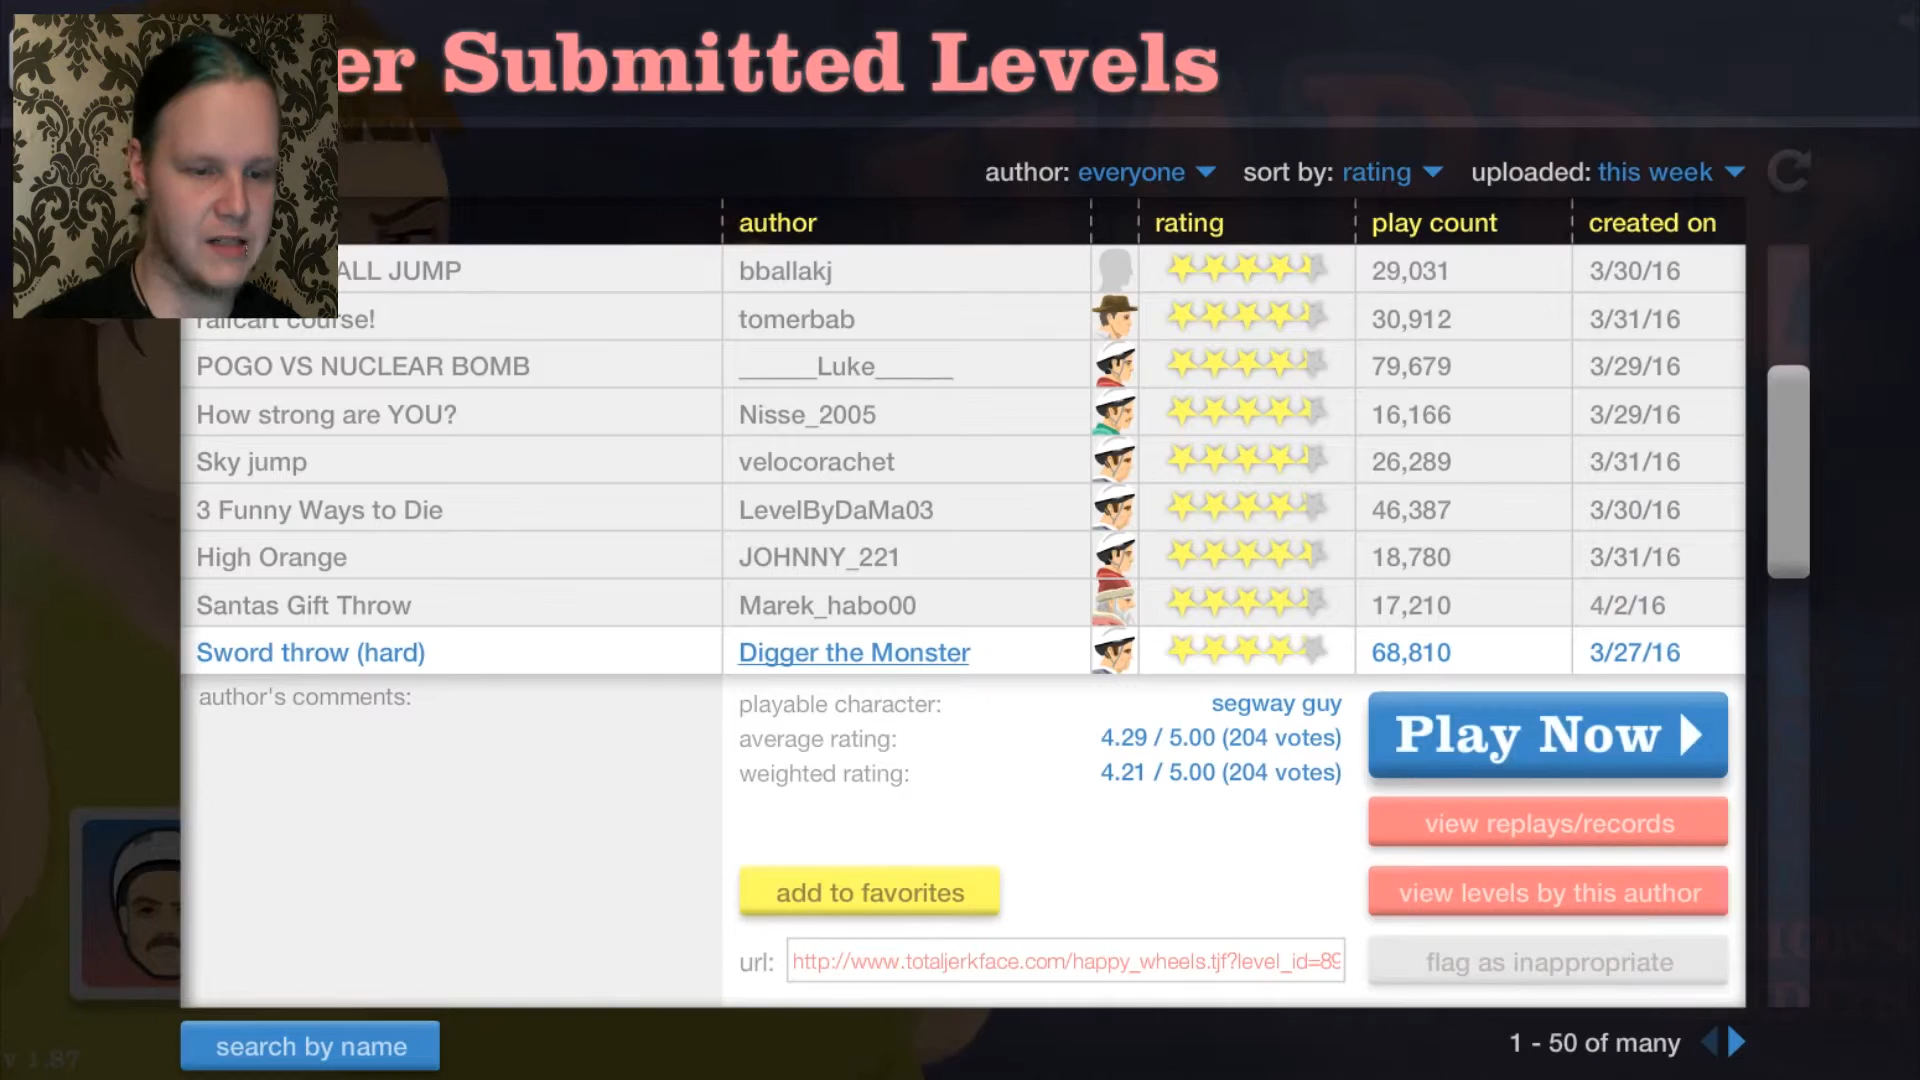 er Submitted Levels
author: everyone sort by: rating uploaded: this week
author rating play count created on
ALL JUMP bballakj 29,031 3/30/16
railcart course! tomerbab 30,912 3/31/16
POGO VS NUCLEAR BOMB ______Luke______ 79,679 3/29/16
How strong are YOU? Nisse_2005 16,166 3/29/16
Sky jump velocorachet 26,289 3/31/16
3 Funny Ways to Die LevelByDaMa03 46,387 3/30/16
High Orange JOHNNY_221 18,780 3/31/16
Santas Gift Throw Marek_habo00 17,210 4/2/16
Sword throw (hard) Digger the Monster 68,810 3/27/16
author's comments:
playable character: segway guy
average rating: 4.29 / 5.00 (204 votes)
weighted rating: 4.21 / 5.00 (204 votes)
Play Now
view replays/records
add to favorites
view levels by this author
url: http://www.totaljerkface.com/happy_wheels.tjf?level_id=89
flag as inappropriate
search by name
1 - 50 of many
v 1.87